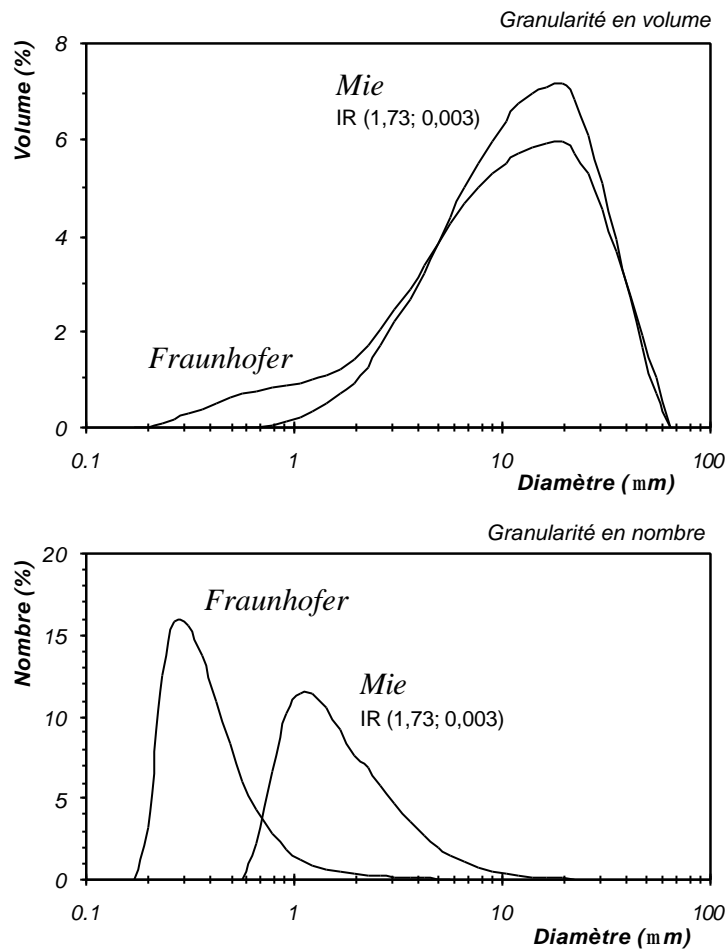 Granularité en volume
Volume (%)
8
6
4
2
0
Mie
IR (1,73; 0,003)
Fraunhofer
0.1
1
10
100
Diamètre (mm)
Granularité en nombre
Nombre (%)
20
15
10
5
0
Fraunhofer
Mie
IR (1,73; 0,003)
0.1
1
10
100
Diamètre (mm)